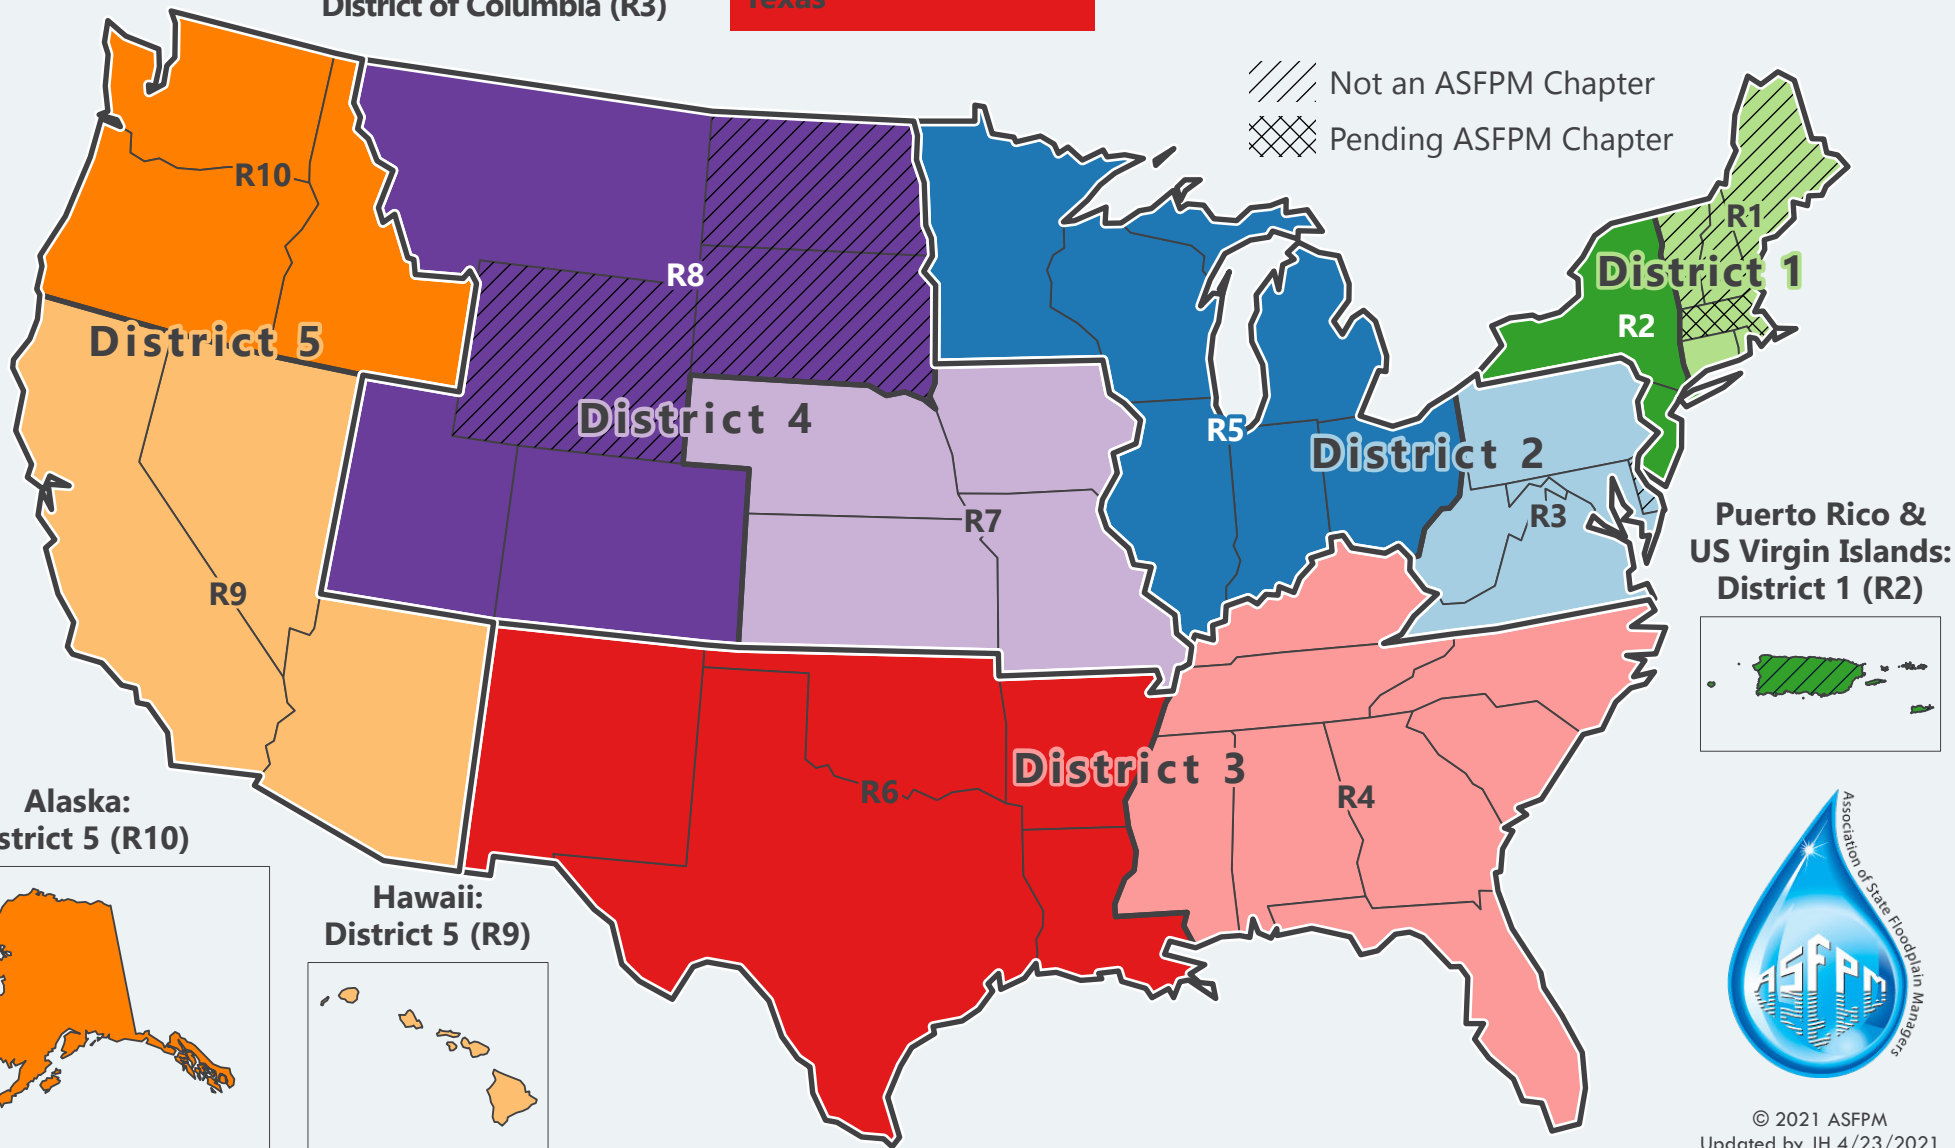 District of Columbia (R3)
Texas
Not an ASFPM Chapter
Pending ASFPM Chapter
R10
R1
District 1
R8
R2
District 5
District 4
R5
District 2
R7
R3
Puerto Rico &
US Virgin Islands:
District 1 (R2)
R9
District 3
R6
R4
Alaska:
strict 5 (R10)
Hawaii:
District 5 (R9)
Association of State Floodplain Managers
ASFPM
© 2021 ASFPM
Updated by JH 4/23/2021